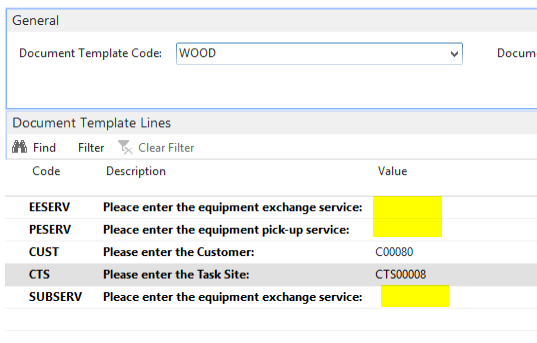 General
Document Template Code: WOOD Docum
Document Template Lines
Find Filter Clear Filter
Code Description Value
EESERV Pleace enter the equipment exchange service:
PESERV Pleace enter the equipment pick-up service:
CUST Please enter the Customer: C00080
CTS Please enter the Task Site: CTS00008
SUBSERV Pleace enter the equipment exchange service: